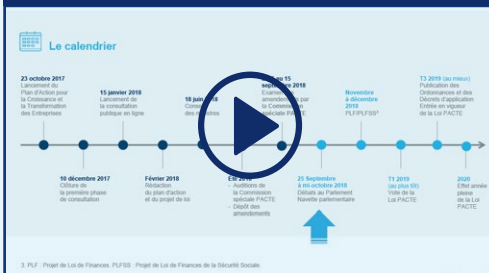 Le calendrier
23 octobre 2017
Lancement du
Plan d'Action pour
la Croissance et
la Transformation
des Entreprises
15 janvier 2018
Lancement de
la consultation
publique en ligne
18 juin
au 15
septembre 2018
Examen
amendements par
la Commission
spéciale PACTE
Novembre
à décembre
2018
PLF/PLFSS³
T3 2019 (au mieux)
Publication des
Ordonnances et des
Décrets d'application
Entrée en vigueur
de la Loi PACTE
10 décembre 2017
Clôture de
la première phase
de consultation
Février 2018
Rédaction
du plan d'action
et du projet de loi
- Auditions de
la Commission
spéciale PACTE
- Dépôt des
amendements
25 Septembre
à mi-octobre 2018
Débats au Parlement
Navette parlementaire
T1 2019
(au plus tôt)
Vote de la
Loi PACTE
2020
Effet année
pleine
de la Loi
PACTE
3. PLF : Projet de Loi de Finances. PLFSS : Projet de Loi de Finances de la Sécurité Sociale.